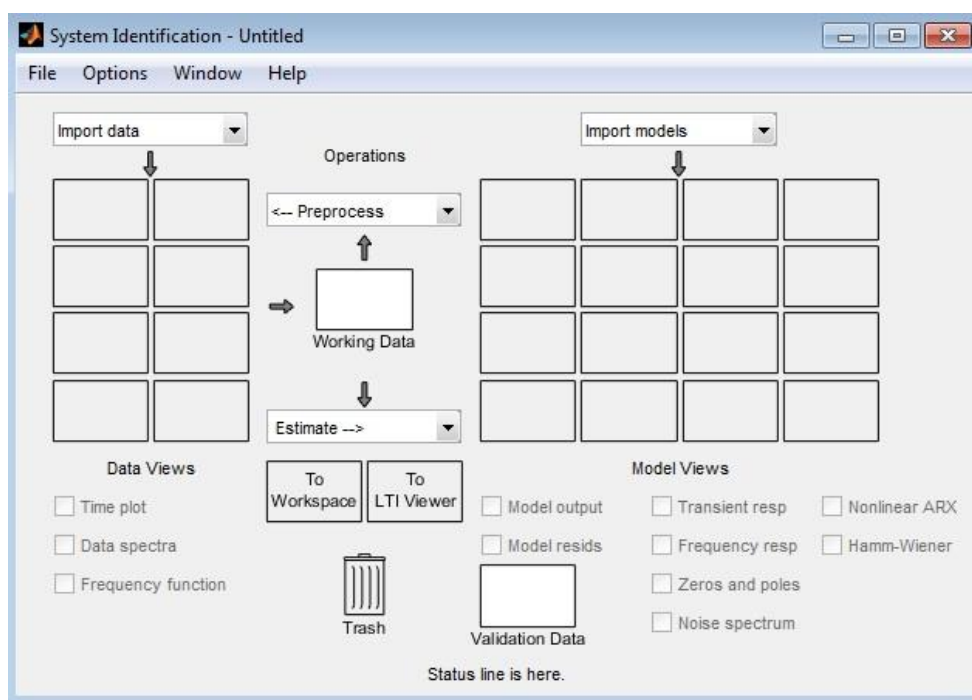 System Identification - Untitled
File Options Window Help
Import data
Import models
Operations
<-- Preprocess
Working Data
Estimate -->
Data Views
Model Views
To
Workspace
To
LTI Viewer
Time plot
Data spectra
Frequency function
Model output
Transient resp
Nonlinear ARX
Model resids
Frequency resp
Hamm-Wiener
Zeros and poles
Noise spectrum
Trash
Validation Data
Status line is here.